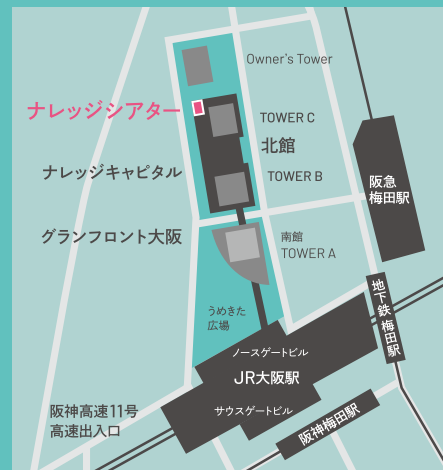 Owner's Tower
ナレッジシアター
TOWER C
北館
ナレッジキャピタル
TOWER B
阪急
梅田駅
グランフロント大阪
南館
TOWER A
地下鉄 梅田駅
うめきた
広場
ノースゲートビル
JR大阪駅
サウスゲートビル
阪神高速11号
高速出入口
阪神梅田駅